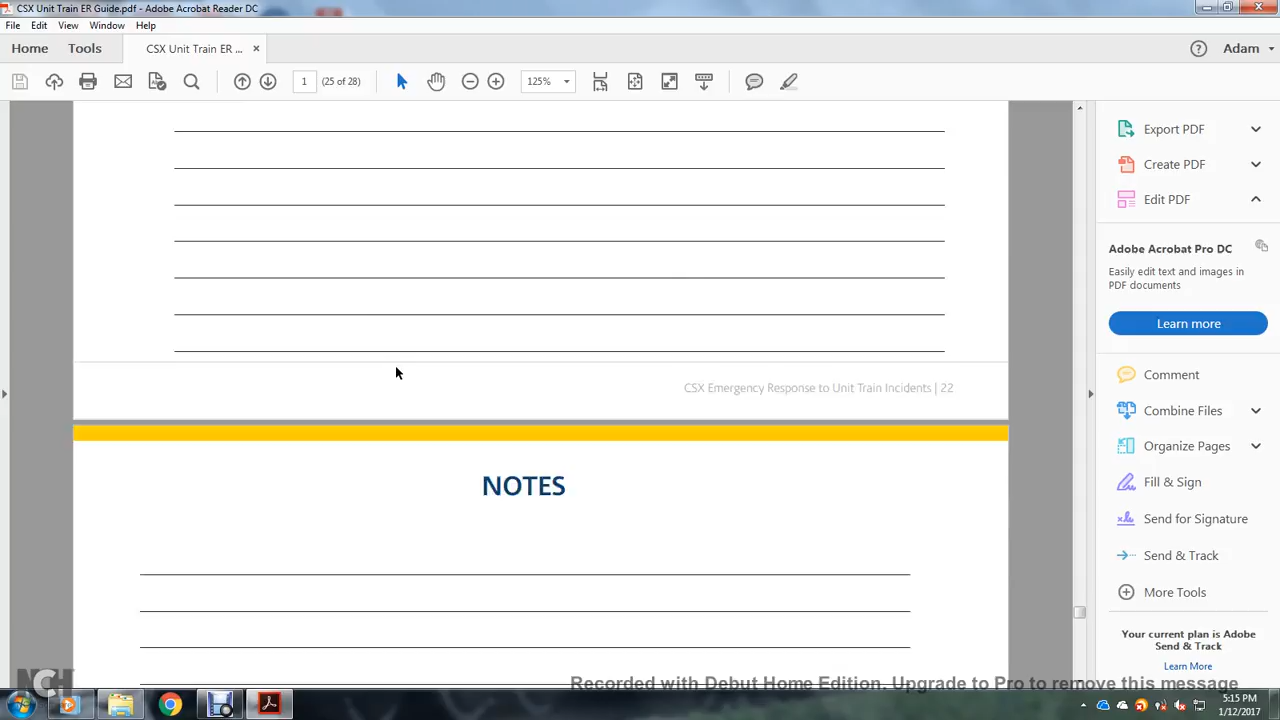 CSX Unit Train ER Guide.pdf - Adobe Acrobat Reader DC
File Edit View Window Help
Home Tools CSX Unit Train ER ... × Adam
1 (25 of 28) 125%
Export PDF
Create PDF
Edit PDF
Adobe Acrobat Pro DC
Easily edit text and images in
PDF documents
Learn more
Comment
Combine Files
Organize Pages
Fill & Sign
Send for Signature
Send & Track
More Tools
Your current plan is Adobe
Send & Track
Learn More
CSX Emergency Response to Unit Train Incidents | 22
NOTES
NCH
Recorded with Debut Home Edition. Upgrade to Pro to remove this message
5:15 PM
1/12/2017